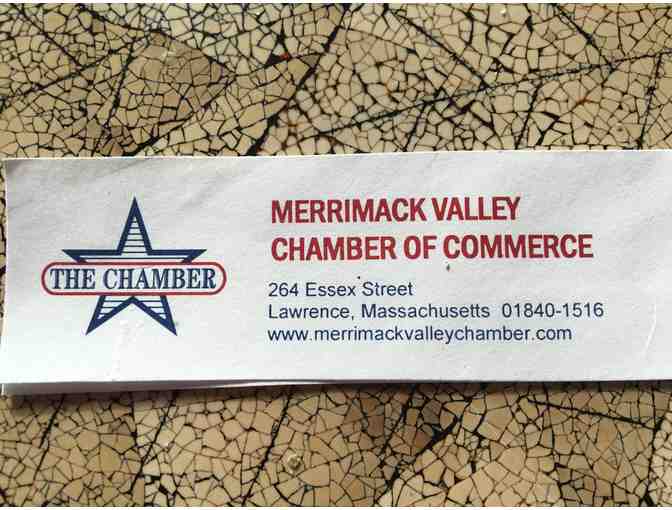 THE CHAMBER
MERRIMACK VALLEY
CHAMBER OF COMMERCE
264 Essex Street
Lawrence, Massachusetts 01840-1516
www.merrimackvalleychamber.com